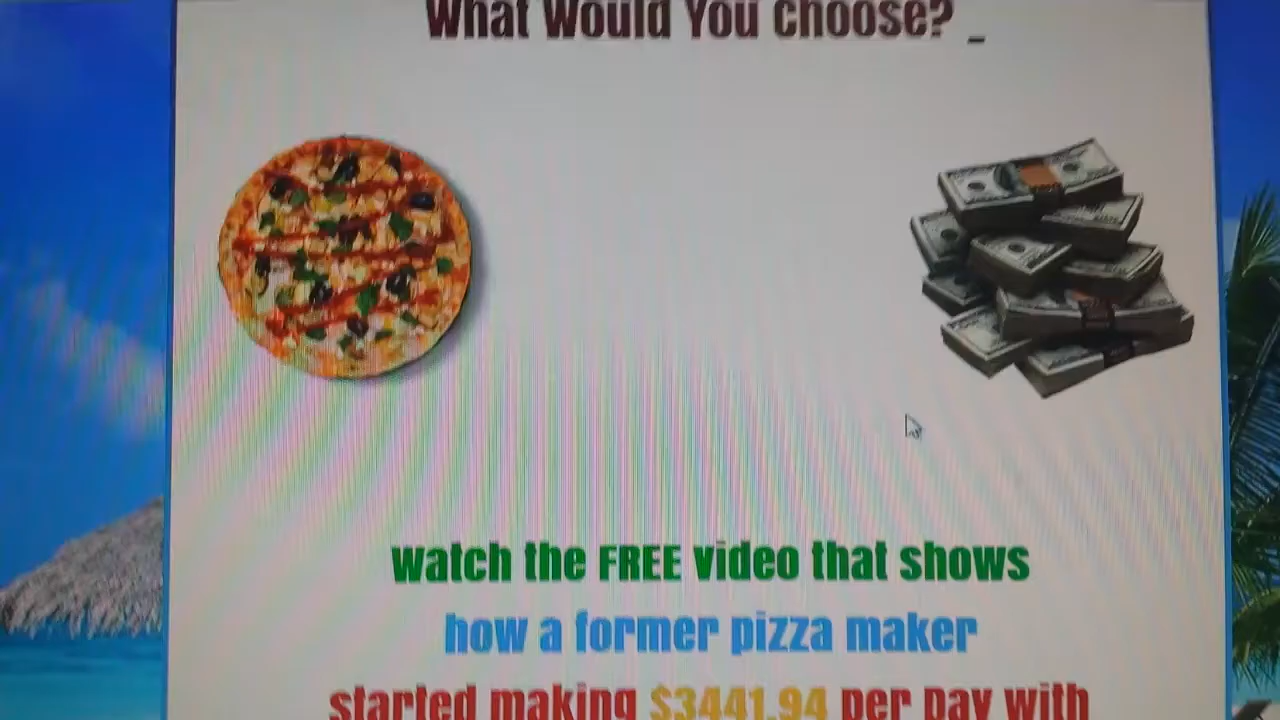 What Would You Choose? _
Watch the FREE video that shows
how a former pizza maker
started making $3441.94 per day with